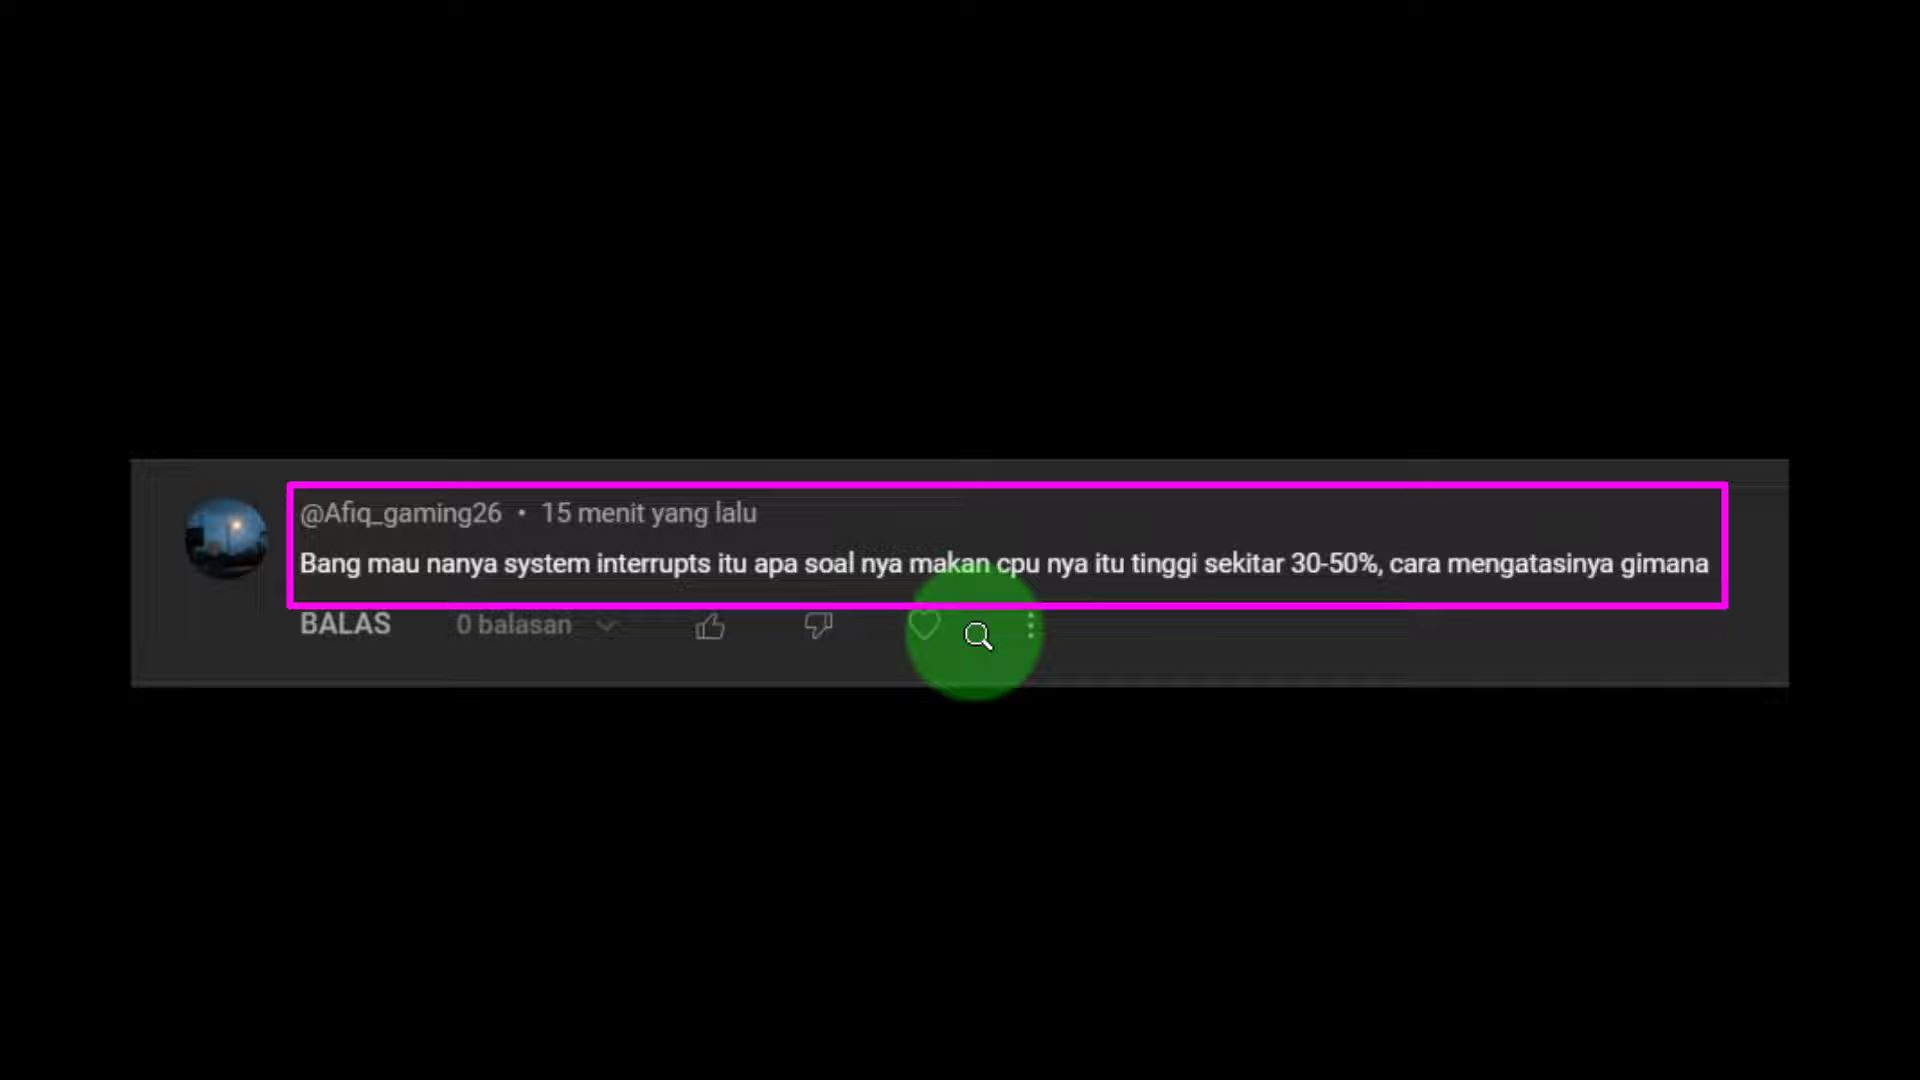 @Afiq_gaming26 • 15 menit yang lalu
Bang mau nanya system interrupts itu apa soal nya makan cpu nya itu tinggi sekitar 30-50%, cara mengatasinya gimana
BALAS 0 balasan